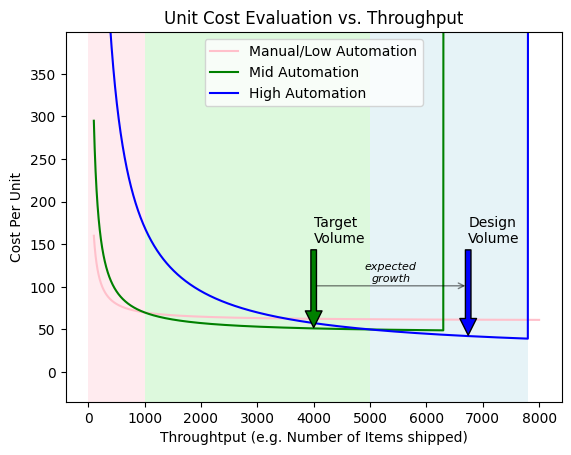 Unit Cost Evaluation vs. Throughput
Manual/Low Automation
Mid Automation
High Automation
Cost Per Unit
350
300
250
200
150
100
50
0
Target
Volume
Design
Volume
expected
growth
0 1000 2000 3000 4000 5000 6000 7000 8000
Throughtput (e.g. Number of Items shipped)